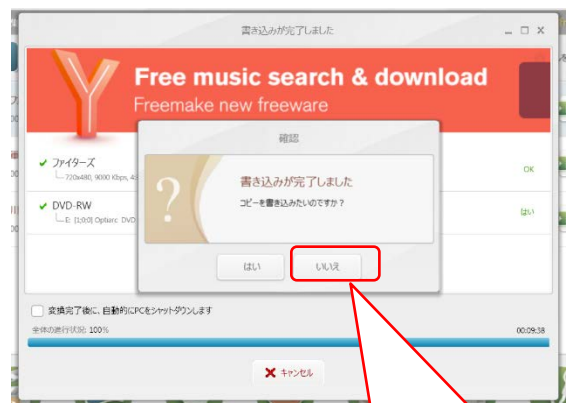 書き込みが完了しました
Free music search & download
Freemake new freeware
確認
ファイターズ
720x480, 9000 Kbps,
OK
書き込みが完了しました
コピーを書き込みたいのですか？
DVD-RW
はい
E: [1;0;0] Optiarc DVD
はい
いいえ
変換完了後に、自動的にPCをシャットダウンします
全体の進行状況: 100%
00:09:38
キャンセル